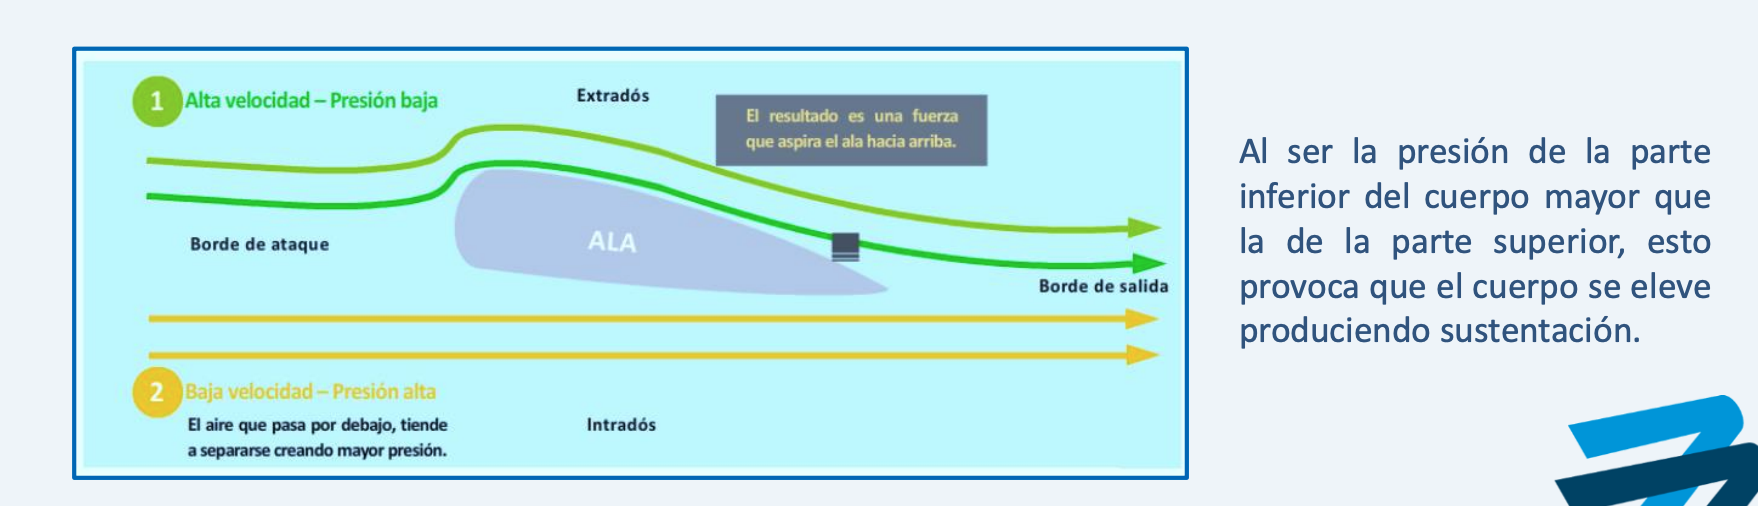 1 Alta velocidad – Presión baja
Extradós
El resultado es una fuerza
que aspira el ala hacia arriba.
Borde de ataque
ALA
Borde de salida
2 Baja velocidad – Presión alta
El aire que pasa por debajo, tiende
a separarse creando mayor presión.
Intradós
Al ser la presión de la parte
inferior del cuerpo mayor que
la de la parte superior, esto
provoca que el cuerpo se eleve
produciendo sustentación.